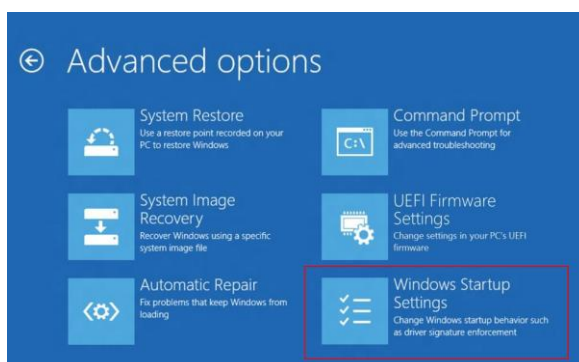 Advanced options
System Restore
Use a restore point recorded on your
PC to restore Windows
System Image
Recovery
Recover Windows using a specific
system image file
Automatic Repair
Fix problems that keep Windows from
loading
Command Prompt
Use the Command Prompt for
advanced troubleshooting
C:\
UEFI Firmware
Settings
Change settings in your PC's UEFI
firmware
Windows Startup
Settings
Change Windows startup behavior such
as driver signature enforcement